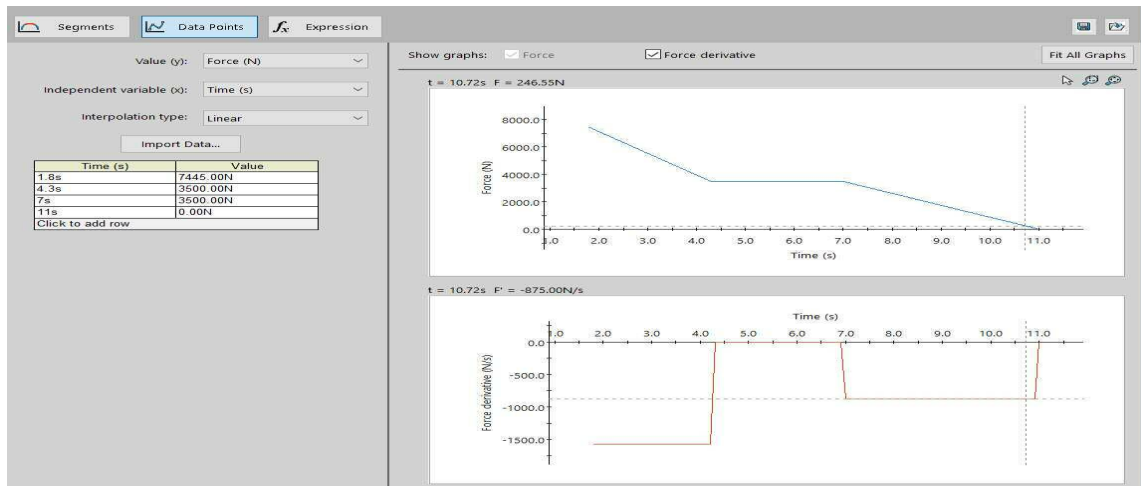 Segments Data Points fx Expression
Value (y): Force (N)
Independent variable (x): Time (s)
Interpolation type: Linear
Import Data...
Time (s) Value
1.8s 7445.00N
4.3s 3500.00N
7s 3500.00N
11s 0.00N
Click to add row
Show graphs: Force Force derivative Fit All Graphs
t = 10.72s F = 246.55N
8000.0
6000.0
4000.0
2000.0
0.0
Force (N)
1.0 2.0 3.0 4.0 5.0 6.0 7.0 8.0 9.0 10.0 11.0
Time (s)
t = 10.72s F' = -875.00N/s
Time (s)
1.0 2.0 3.0 4.0 5.0 6.0 7.0 8.0 9.0 10.0 11.0
0.0
-500.0
-1000.0
-1500.0
Force derivative (N/s)